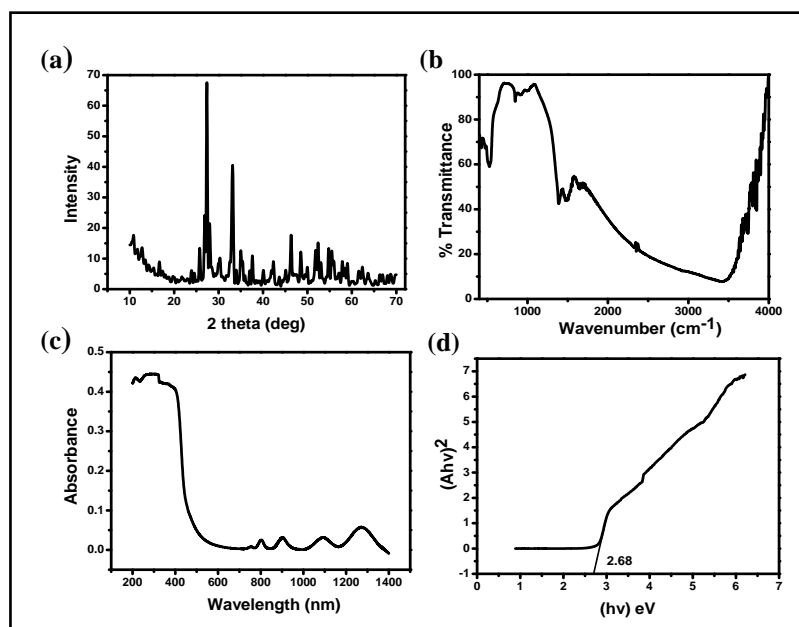 (a)
70
60
50
40
30
20
10
0
Intensity
10 20 30 40 50 60 70
2 theta (deg)
(b)
100
80
60
40
20
0
% Transmittance
1000 2000 3000 4000
Wavenumber (cm-1)
(c)
0.5
0.4
0.3
0.2
0.1
0.0
Absorbance
200 400 600 800 1000 1200 1400
Wavelength (nm)
(d)
7
6
5
4
3
2
1
0
-1
(Ahv)2
2.68
0 1 2 3 4 5 6 7
(hv) eV